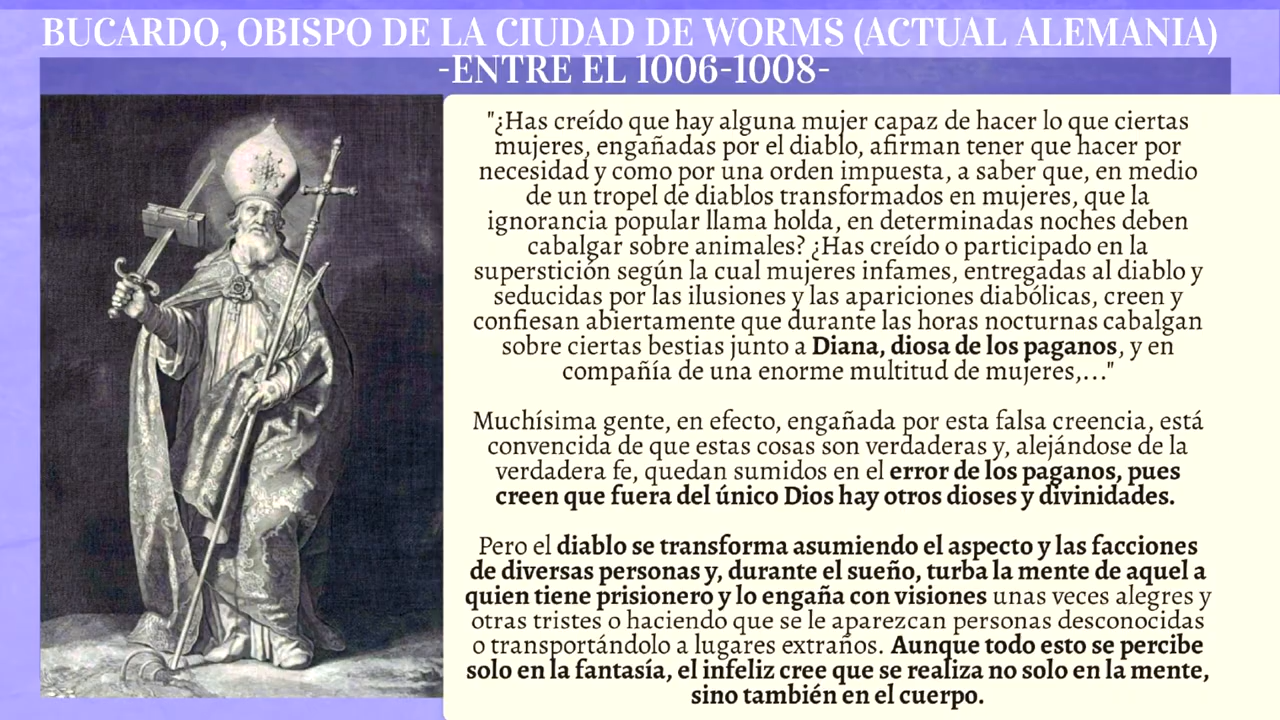 BUCARDO, OBISPO DE LA CIUDAD DE WORMS (ACTUAL ALEMANIA)
-ENTRE EL 1006-1008-
"¿Has creído que hay alguna mujer capaz de hacer lo que ciertas
mujeres, engañadas por el diablo, afirman tener que hacer por
necesidad y como por una orden impuesta, a saber que, en medio
de un tropel de diablos transformados en mujeres, que la
ignorancia popular llama holda, en determinadas noches deben
cabalgar sobre animales? ¿Has creído o participado en la
superstición según la cual mujeres infames, entregadas al diablo y
seducidas por las ilusiones y las apariciones diabólicas, creen y
confiesan abiertamente que durante las horas nocturnas cabalgan
sobre ciertas bestias junto a Diana, diosa de los paganos, y en
compañía de una enorme multitud de mujeres,..."
Muchísima gente, en efecto, engañada por esta falsa creencia, está
convencida de que estas cosas son verdaderas y, alejándose de la
verdadera fe, quedan sumidos en el error de los paganos, pues
creen que fuera del único Dios hay otros dioses y divinidades.
Pero el diablo se transforma asumiendo el aspecto y las facciones
de diversas personas y, durante el sueño, turba la mente de aquel a
quien tiene prisionero y lo engaña con visiones unas veces alegres y
otras tristes o haciendo que se le aparezcan personas desconocidas
o transportándolo a lugares extraños. Aunque todo esto se percibe
solo en la fantasía, el infeliz cree que se realiza no solo en la mente,
sino también en el cuerpo.